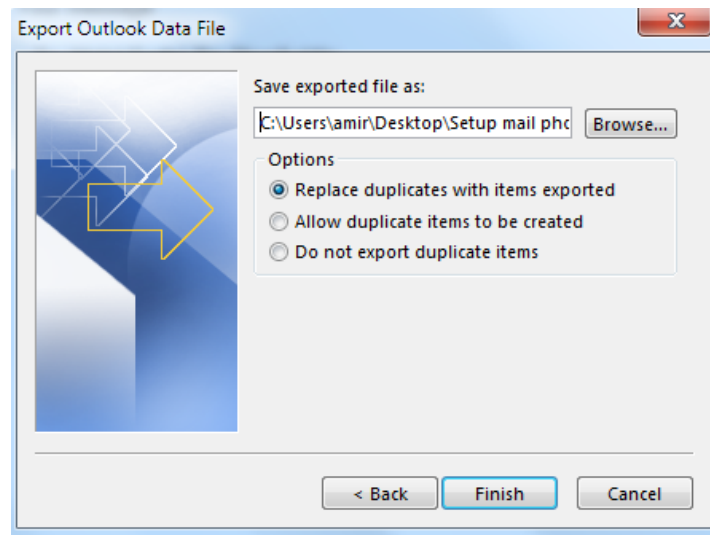 Export Outlook Data File
Save exported file as:
C:\Users\amir\Desktop\Setup mail phc
Browse...
Options
Replace duplicates with items exported
Allow duplicate items to be created
Do not export duplicate items
< Back
Finish
Cancel